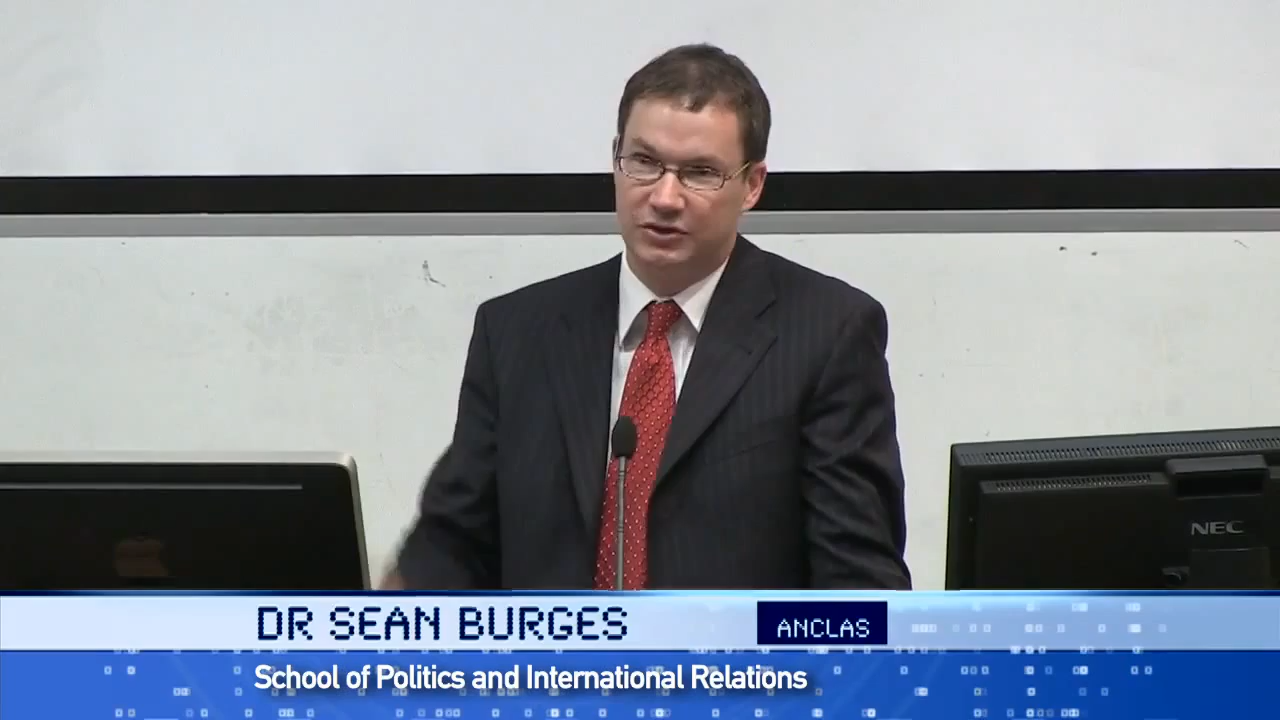 NEC
DR SEAN BURGES
ANCLAS
School of Politics and International Relations